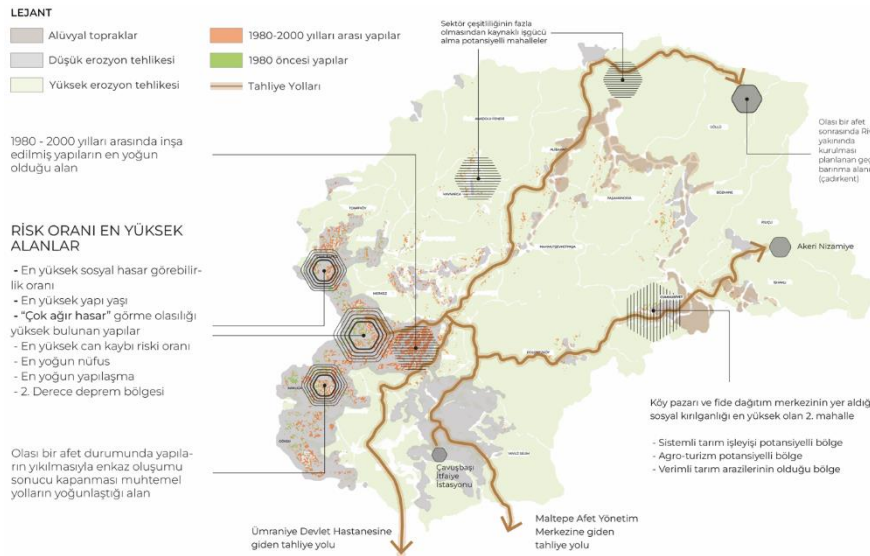 LEJANT
Alüvyal topraklar
Düşük erozyon tehlikesi
Yüksek erozyon tehlikesi
1980-2000 yılları arası yapılar
1980 öncesi yapılar
Tahliye Yolları
Sektör çeşitliliğinin fazla
olmasından kaynaklı işgücü
alma potansiyelli mahalleler
1980 - 2000 yılları arasında inşa
edilmiş yapıların en yoğun
olduğu alan
Olası bir afet
sonrasında Ri
yakınında
kurulması
planlanan geç
barınma alanı
(çadırkent)
RİSK ORANI EN YÜKSEK
ALANLAR
- En yüksek sosyal hasar görebilir-
lik oranı
- En yüksek yapı yaşı
- “Çok ağır hasar” görme olasılığı
yüksek bulunan yapılar
- En yüksek can kaybı riski oranı
- En yoğun nüfus
- En yoğun yapılaşma
- 2. Derece deprem bölgesi
Akeri Nizamiye
Olası bir afet durumunda yapıla-
rın yıkılmasıyla enkaz oluşumu
sonucu kapanması muhtemel
yolların yoğunlaştığı alan
Köy pazarı ve fide dağıtım merkezinin yer aldığı
sosyal kırılganlığı en yüksek olan 2. mahalle
- Sistemli tarım işleyişi potansiyelli bölge
- Agro-turizm potansiyelli bölge
- Verimli tarım arazilerinin olduğu bölge
Çavuşbaşı
İtfaiye
İstasyonu
Ümraniye Devlet Hastanesine
giden tahliye yolu
Maltepe Afet Yönetim
Merkezine giden
tahliye yolu